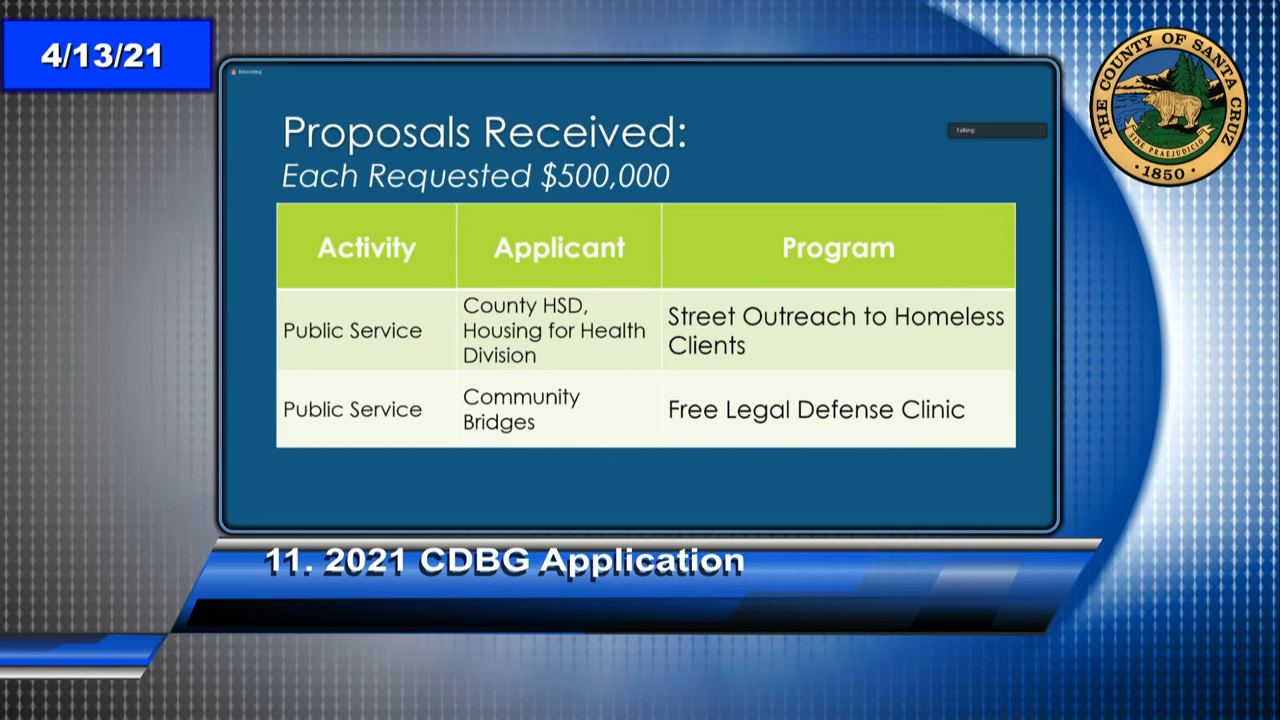 4/13/21
Recording
Proposals Received:
Talking:
Each Requested $500,000
Activity
Applicant
Program
Public Service
County HSD,
Housing for Health
Division
Street Outreach to Homeless
Clients
Public Service
Community
Bridges
Free Legal Defense Clinic
11. 2021 CDBG Application
THE COUNTY OF SANTA CRUZ
SINE PRAEJUDICIO
• 1850 •